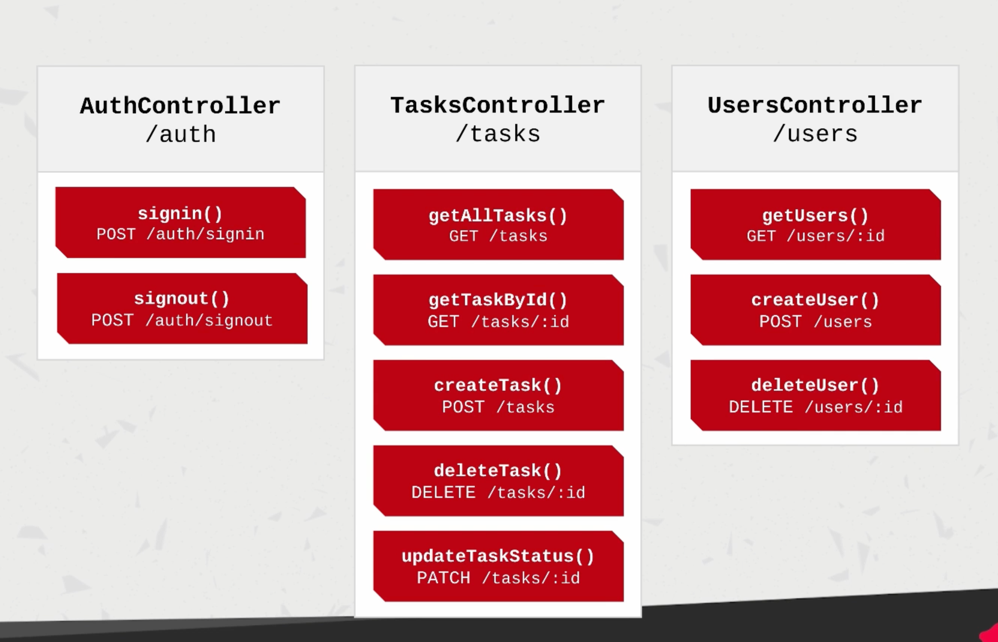 AuthController
/auth
signin()
POST /auth/signin
signout()
POST /auth/signout
TasksController
/tasks
getAllTasks()
GET /tasks
getTaskById()
GET /tasks/:id
createTask()
POST /tasks
deleteTask()
DELETE /tasks/:id
updateTaskStatus()
PATCH /tasks/:id
UsersController
/users
getUsers()
GET /users/:id
createUser()
POST /users
deleteUser()
DELETE /users/:id